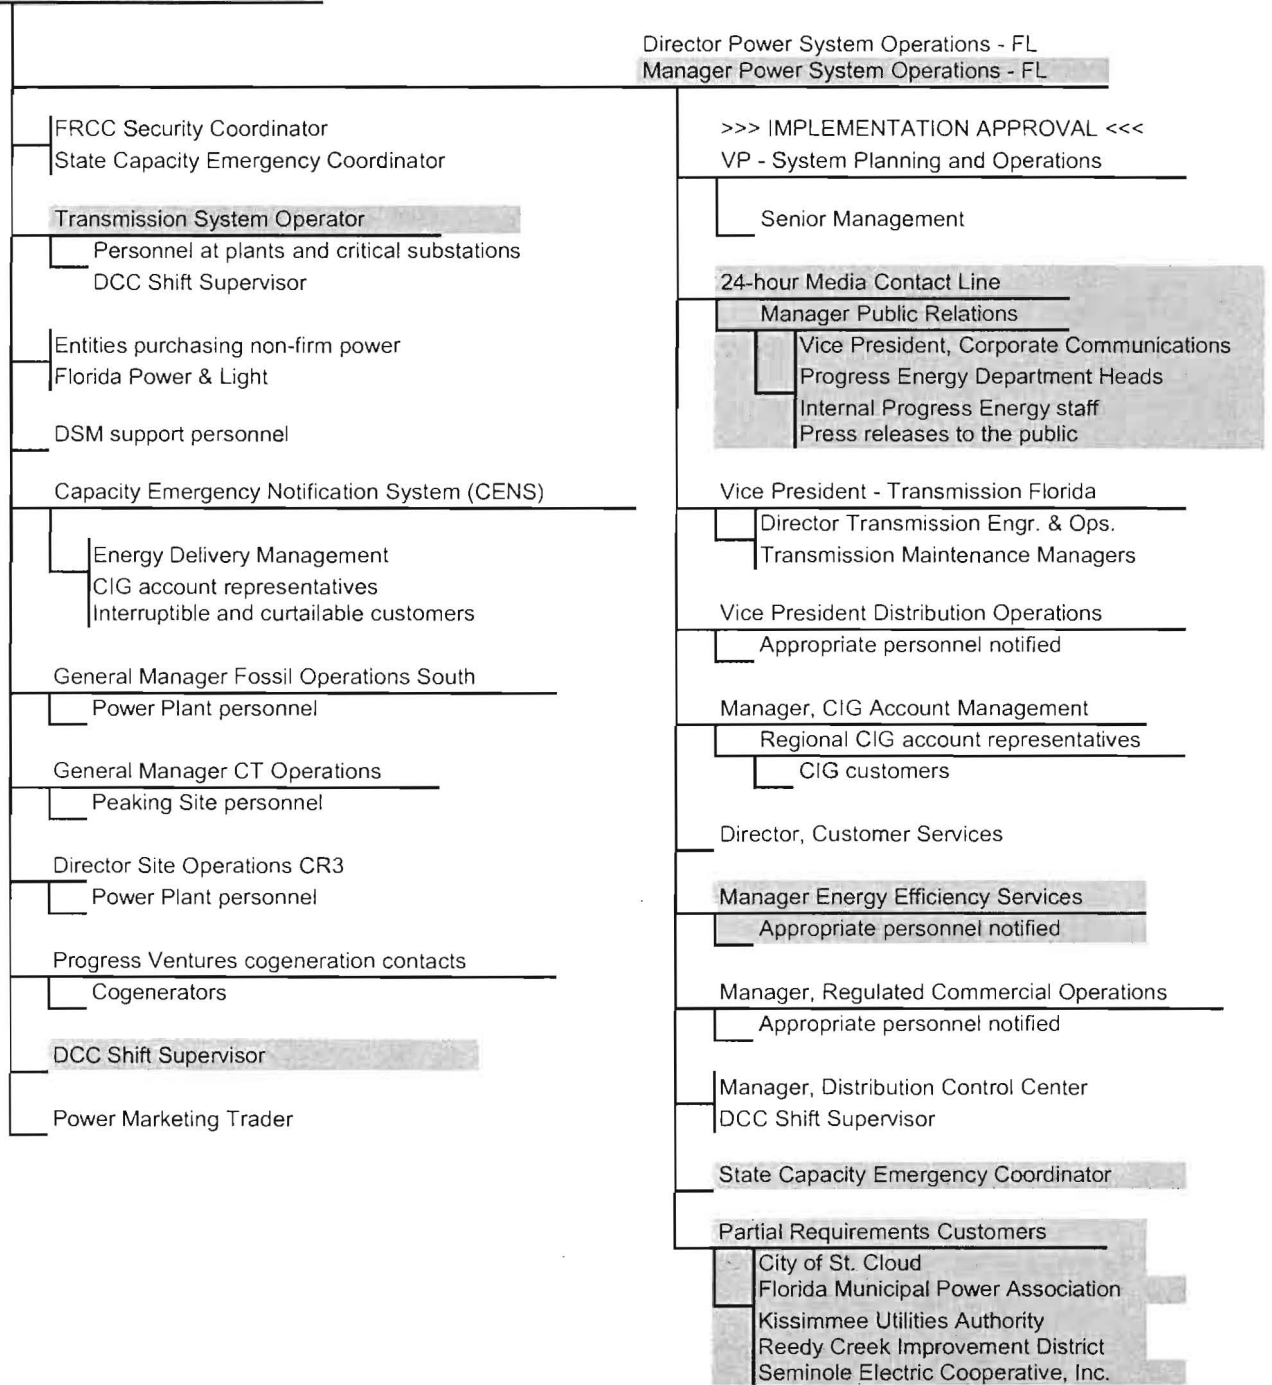 Director Power System Operations - FL
Manager Power System Operations - FL
FRCC Security Coordinator
State Capacity Emergency Coordinator
Transmission System Operator
Personnel at plants and critical substations
DCC Shift Supervisor
Entities purchasing non-firm power
Florida Power & Light
DSM support personnel
Capacity Emergency Notification System (CENS)
Energy Delivery Management
CIG account representatives
Interruptible and curtailable customers
General Manager Fossil Operations South
Power Plant personnel
General Manager CT Operations
Peaking Site personnel
Director Site Operations CR3
Power Plant personnel
Progress Ventures cogeneration contacts
Cogenerators
DCC Shift Supervisor
Power Marketing Trader
>>> IMPLEMENTATION APPROVAL <<<
VP - System Planning and Operations
Senior Management
24-hour Media Contact Line
Manager Public Relations
Vice President, Corporate Communications
Progress Energy Department Heads
Internal Progress Energy staff
Press releases to the public
Vice President - Transmission Florida
Director Transmission Engr. & Ops.
Transmission Maintenance Managers
Vice President Distribution Operations
Appropriate personnel notified
Manager, CIG Account Management
Regional CIG account representatives
CIG customers
Director, Customer Services
Manager Energy Efficiency Services
Appropriate personnel notified
Manager, Regulated Commercial Operations
Appropriate personnel notified
Manager, Distribution Control Center
DCC Shift Supervisor
State Capacity Emergency Coordinator
Partial Requirements Customers
City of St. Cloud
Florida Municipal Power Association
Kissimmee Utilities Authority
Reedy Creek Improvement District
Seminole Electric Cooperative, Inc.